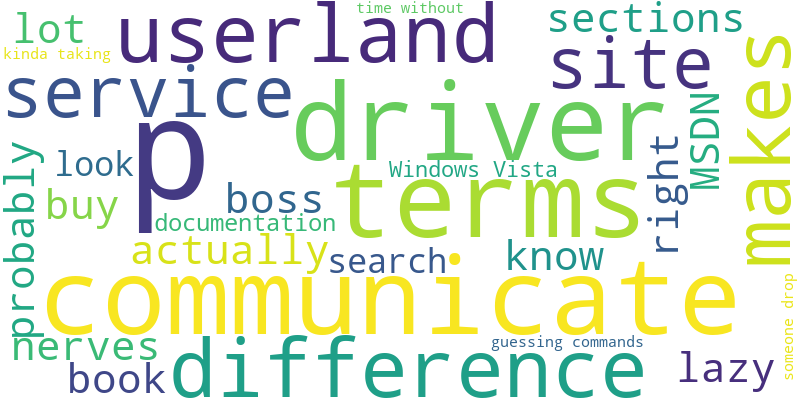 time without
lot
userland
sections
kinda taking
site
service
p
driver
makes
MSDN
look
Windows Vista
right
probably
terms
buy
boss
documentation
actually
search
know
communicate
someone drop
nerves
guessing commands
difference
book
lazy